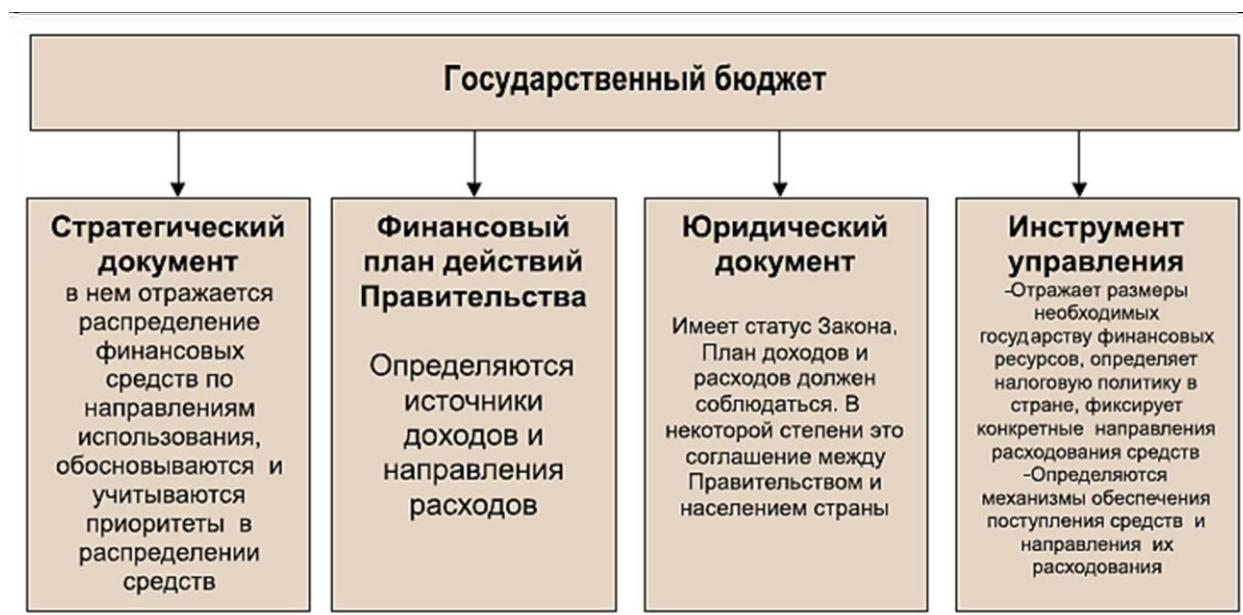 Государственный бюджет
Стратегический
документ
в нем отражается
распределение
финансовых
средств по
направлениям
использования,
обосновываются и
учитываются
приоритеты в
распределении
средств
Финансовый
план действий
Правительства
Определяются
источники
доходов и
направления
расходов
Юридический
документ
Имеет статус Закона,
План доходов и
расходов должен
соблюдаться. В
некоторой степени это
соглашение между
Правительством и
населением страны
Инструмент
управления
-Отражает размеры
необходимых
государству финансовых
ресурсов, определяет
налоговую политику в
стране, фиксирует
конкретные направления
расходования средств
-Определяются
механизмы обеспечения
поступления средств и
направления их
расходования